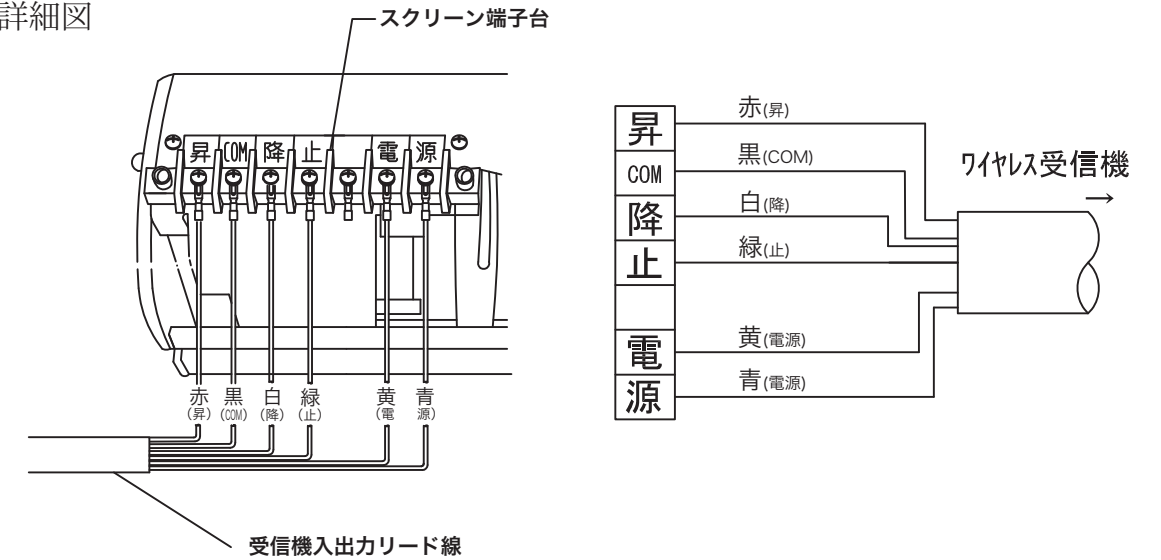 詳細図
スクリーン端子台
昇 COM 降 止 電 源
赤 黒 白 緑 黄 青
(昇) (COM) (降) (止) (電 源)
受信機入出力リード線
昇
COM
降
止
電
源
赤(昇)
黒(COM)
白(降)
緑(止)
黄(電源)
青(電源)
ワイヤレス受信機
→